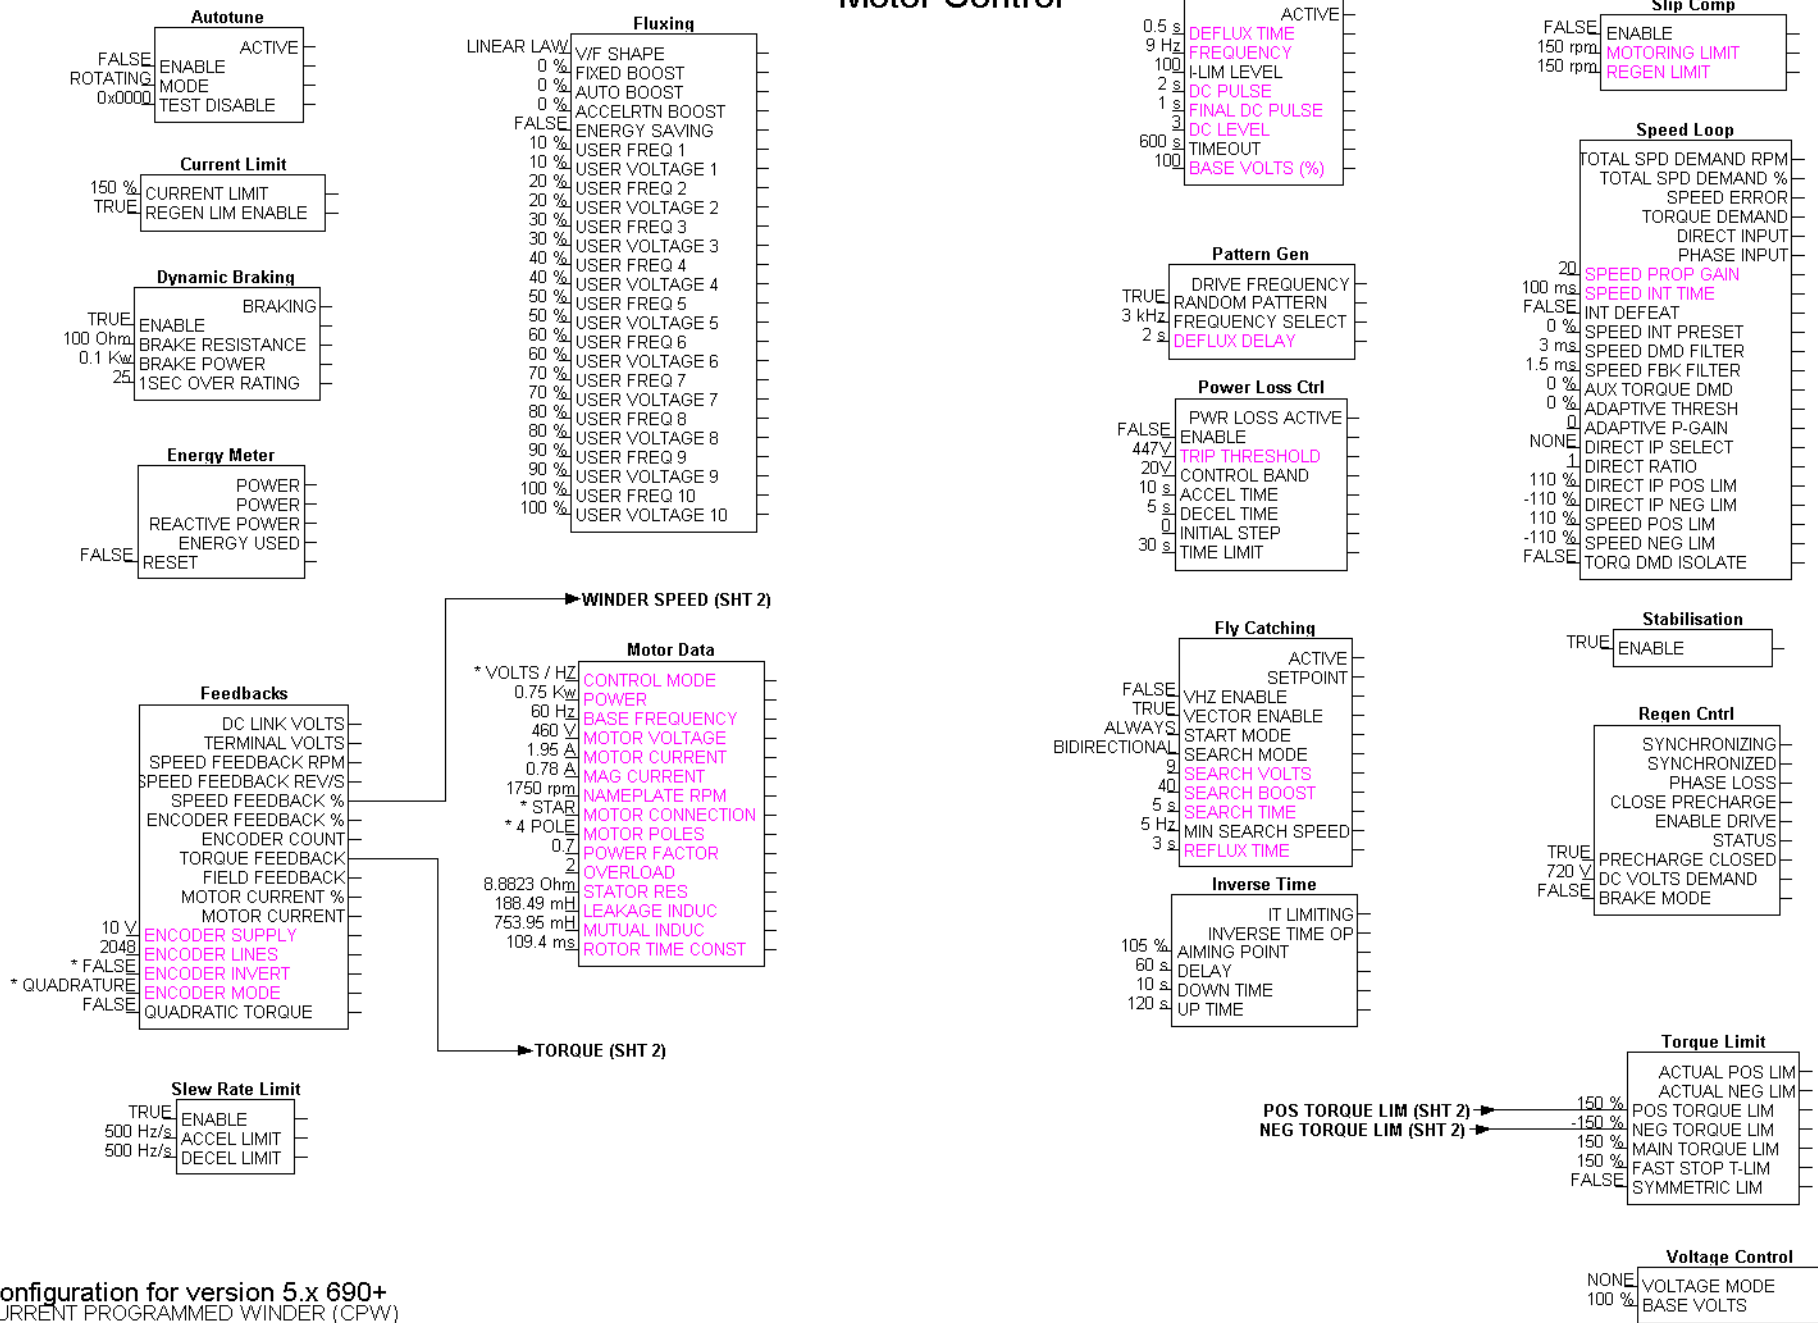 Motor Control
Autotune
ACTIVE
FALSE ENABLE
ROTATING MODE
0x0000 TEST DISABLE
Current Limit
150 % CURRENT LIMIT
TRUE REGEN LIM ENABLE
Dynamic Braking
BRAKING
TRUE ENABLE
100 Ohm BRAKE RESISTANCE
0.1 Kw BRAKE POWER
25 1SEC OVER RATING
Energy Meter
POWER
POWER
REACTIVE POWER
ENERGY USED
FALSE RESET
Feedbacks
DC LINK VOLTS
TERMINAL VOLTS
SPEED FEEDBACK RPM
SPEED FEEDBACK REV/S
SPEED FEEDBACK %
ENCODER FEEDBACK %
ENCODER COUNT
TORQUE FEEDBACK
FIELD FEEDBACK
MOTOR CURRENT %
MOTOR CURRENT
10 V ENCODER SUPPLY
2048 ENCODER LINES
* FALSE ENCODER INVERT
* QUADRATURE ENCODER MODE
FALSE QUADRATIC TORQUE
Slew Rate Limit
TRUE ENABLE
500 Hz/s ACCEL LIMIT
500 Hz/s DECEL LIMIT
Fluxing
LINEAR LAW V/F SHAPE
0 % FIXED BOOST
0 % AUTO BOOST
0 % ACCELRTN BOOST
FALSE ENERGY SAVING
10 % USER FREQ 1
10 % USER VOLTAGE 1
20 % USER FREQ 2
20 % USER VOLTAGE 2
30 % USER FREQ 3
30 % USER VOLTAGE 3
40 % USER FREQ 4
40 % USER VOLTAGE 4
50 % USER FREQ 5
50 % USER VOLTAGE 5
60 % USER FREQ 6
60 % USER VOLTAGE 6
70 % USER FREQ 7
70 % USER VOLTAGE 7
80 % USER FREQ 8
80 % USER VOLTAGE 8
90 % USER FREQ 9
90 % USER VOLTAGE 9
100 % USER FREQ 10
100 % USER VOLTAGE 10
WINDER SPEED (SHT 2)
Motor Data
* VOLTS / HZ CONTROL MODE
0.75 Kw POWER
60 Hz BASE FREQUENCY
460 V MOTOR VOLTAGE
1.95 A MOTOR CURRENT
0.78 A MAG CURRENT
1750 rpm NAMEPLATE RPM
* STAR MOTOR CONNECTION
* 4 POLE MOTOR POLES
0.7 POWER FACTOR
2 OVERLOAD
8.8823 Ohm STATOR RES
188.49 mH LEAKAGE INDUC
753.95 mH MUTUAL INDUC
109.4 ms ROTOR TIME CONST
TORQUE (SHT 2)
ACTIVE
0.5 s DEFLUX TIME
9 Hz FREQUENCY
100 I-LIM LEVEL
2 s DC PULSE
1 s FINAL DC PULSE
3 DC LEVEL
600 s TIMEOUT
100 BASE VOLTS (%)
Pattern Gen
DRIVE FREQUENCY
TRUE RANDOM PATTERN
3 kHz FREQUENCY SELECT
2 s DEFLUX DELAY
Power Loss Ctrl
PWR LOSS ACTIVE
FALSE ENABLE
447V TRIP THRESHOLD
20V CONTROL BAND
10 s ACCEL TIME
5 s DECEL TIME
0 INITIAL STEP
30 s TIME LIMIT
Fly Catching
ACTIVE
SETPOINT
FALSE VHZ ENABLE
TRUE VECTOR ENABLE
ALWAYS START MODE
BIDIRECTIONAL SEARCH MODE
9 SEARCH VOLTS
40 SEARCH BOOST
5 s SEARCH TIME
5 Hz MIN SEARCH SPEED
3 s REFLUX TIME
Inverse Time
IT LIMITING
INVERSE TIME OP
105 % AIMING POINT
60 s DELAY
10 s DOWN TIME
120 s UP TIME
Slip Comp
FALSE ENABLE
150 rpm MOTORING LIMIT
150 rpm REGEN LIMIT
Speed Loop
TOTAL SPD DEMAND RPM
TOTAL SPD DEMAND %
SPEED ERROR
TORQUE DEMAND
DIRECT INPUT
PHASE INPUT
20 SPEED PROP GAIN
100 ms SPEED INT TIME
FALSE INT DEFEAT
0 % SPEED INT PRESET
3 ms SPEED DMD FILTER
1.5 ms SPEED FBK FILTER
0 % AUX TORQUE DMD
0 % ADAPTIVE THRESH
0 ADAPTIVE P-GAIN
NONE DIRECT IP SELECT
1 DIRECT RATIO
110 % DIRECT IP POS LIM
-110 % DIRECT IP NEG LIM
110 % SPEED POS LIM
-110 % SPEED NEG LIM
FALSE TORQ DMD ISOLATE
Stabilisation
TRUE ENABLE
Regen Cntrl
SYNCHRONIZING
SYNCHRONIZED
PHASE LOSS
CLOSE PRECHARGE
ENABLE DRIVE
STATUS
TRUE PRECHARGE CLOSED
720 V DC VOLTS DEMAND
FALSE BRAKE MODE
Torque Limit
ACTUAL POS LIM
ACTUAL NEG LIM
POS TORQUE LIM (SHT 2) 150 % POS TORQUE LIM
NEG TORQUE LIM (SHT 2) -150 % NEG TORQUE LIM
150 % MAIN TORQUE LIM
150 % FAST STOP T-LIM
FALSE SYMMETRIC LIM
Voltage Control
NONE VOLTAGE MODE
100 % BASE VOLTS
onfiguration for version 5.x 690+
URRENT PROGRAMMED WINDER (CPW)